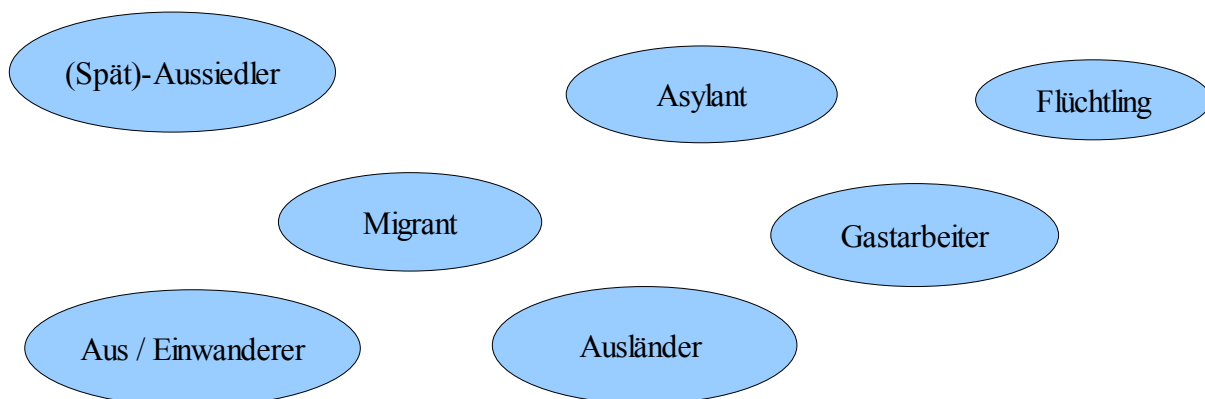 (Spät)-Aussiedler
Asylant
Flüchtling
Migrant
Gastarbeiter
Aus / Einwanderer
Ausländer